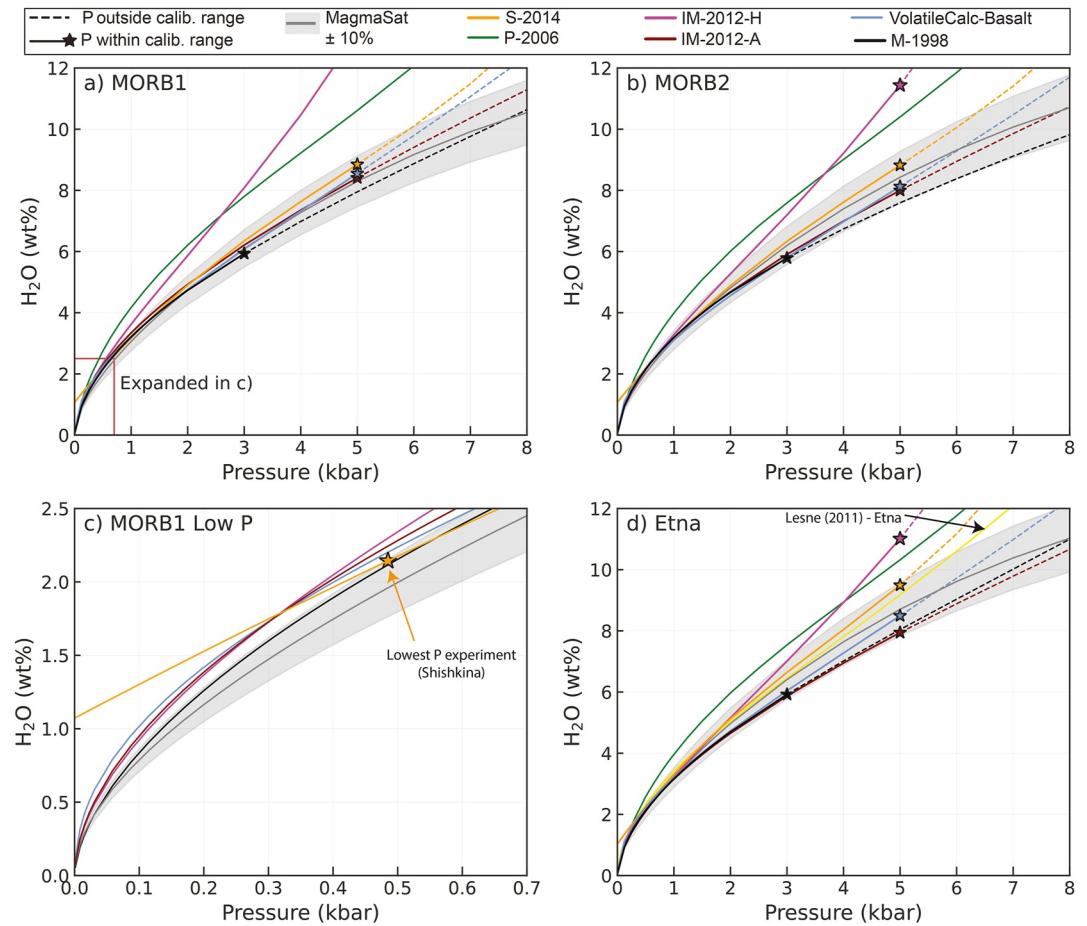 P outside calib. range
P within calib. range
MagmaSat
± 10%
S-2014
P-2006
IM-2012-H
IM-2012-A
VolatileCalc-Basalt
M-1998
a) MORB1
12
10
8
6
4
2
0
H₂O (wt%)
Expanded in c)
0 1 2 3 4 5 6 7 8
Pressure (kbar)
b) MORB2
12
10
8
6
4
2
0
H₂O (wt%)
0 1 2 3 4 5 6 7 8
Pressure (kbar)
c) MORB1 Low P
2.5
2.0
1.5
1.0
0.5
0.0
H₂O (wt%)
Lowest P experiment
(Shishkina)
0.0 0.1 0.2 0.3 0.4 0.5 0.6 0.7
Pressure (kbar)
d) Etna
Lesne (2011) - Etna
12
10
8
6
4
2
0
H₂O (wt%)
0 1 2 3 4 5 6 7 8
Pressure (kbar)